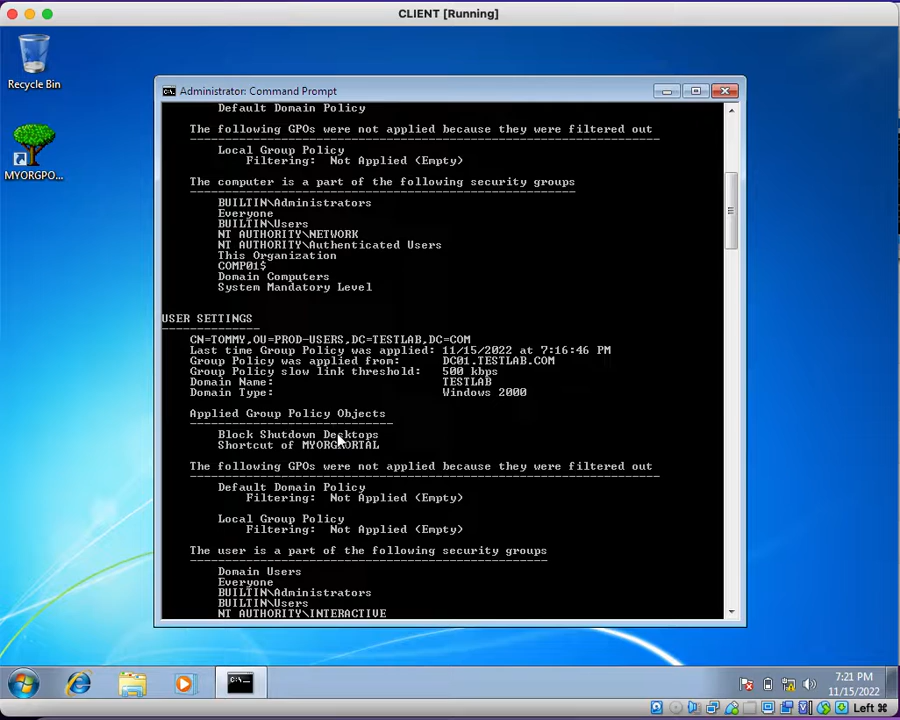 CLIENT [Running]
Recycle Bin
MYORGPO...
Administrator: Command Prompt
Default Domain Policy
The following GPOs were not applied because they were filtered out
Local Group Policy
Filtering: Not Applied (Empty)
The computer is a part of the following security groups
BUILTIN\Administrators
Everyone
BUILTIN\Users
NT AUTHORITY\NETWORK
NT AUTHORITY\Authenticated Users
This Organization
COMP01$
Domain Computers
System Mandatory Level
USER SETTINGS
CN=TOMMY,OU=PROD-USERS,DC=TESTLAB,DC=COM
Last time Group Policy was applied: 11/15/2022 at 7:16:46 PM
Group Policy was applied from: DC01.TESTLAB.COM
Group Policy slow link threshold: 500 kbps
Domain Name: TESTLAB
Domain Type: Windows 2000
Applied Group Policy Objects
Block Shutdown Desktops
Shortcut of
The following GPOs were not applied because they were filtered out
Default Domain Policy
Filtering: Not Applied (Empty)
Local Group Policy
Filtering: Not Applied (Empty)
The user is a part of the following security groups
Domain Users
Everyone
BUILTIN\Administrators
BUILTIN\Users
NT AUTHORITY\INTERACTIVE
7:21 PM
11/15/2022
Left ⌘